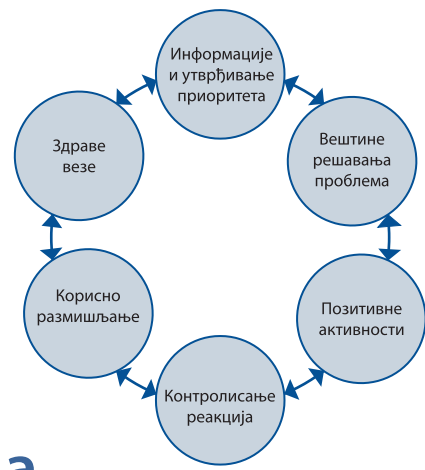 Информације
и утврђивање
приоритета
Вештине
решавања
проблема
Позитивне
активности
Контролисање
реакција
Корисно
размишљање
Здраве
везе
а